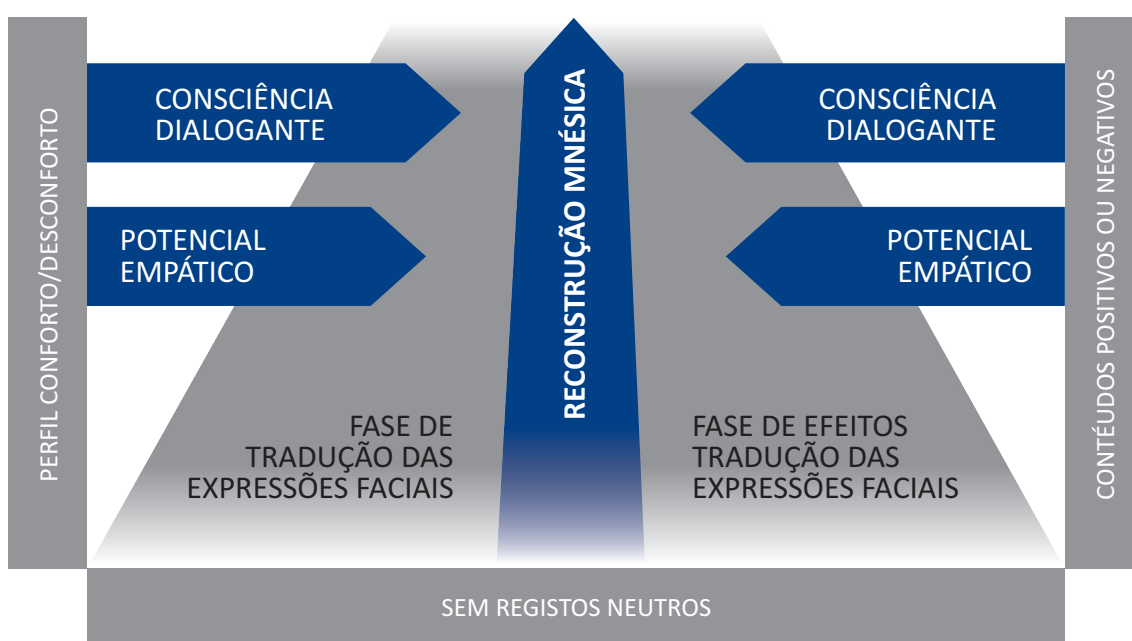 PERFIL CONFORTO/DESCONFORTO
CONSCIÊNCIA
DIALOGANTE
POTENCIAL
EMPÁTICO
FASE DE
TRADUÇÃO DAS
EXPRESSÕES FACIAIS
RECONSTRUÇÃO MNÉSICA
CONSCIÊNCIA
DIALOGANTE
POTENCIAL
EMPÁTICO
FASE DE EFEITOS
TRADUÇÃO DAS
EXPRESSÕES FACIAIS
CONTÉUDOS POSITIVOS OU NEGATIVOS
SEM REGISTOS NEUTROS